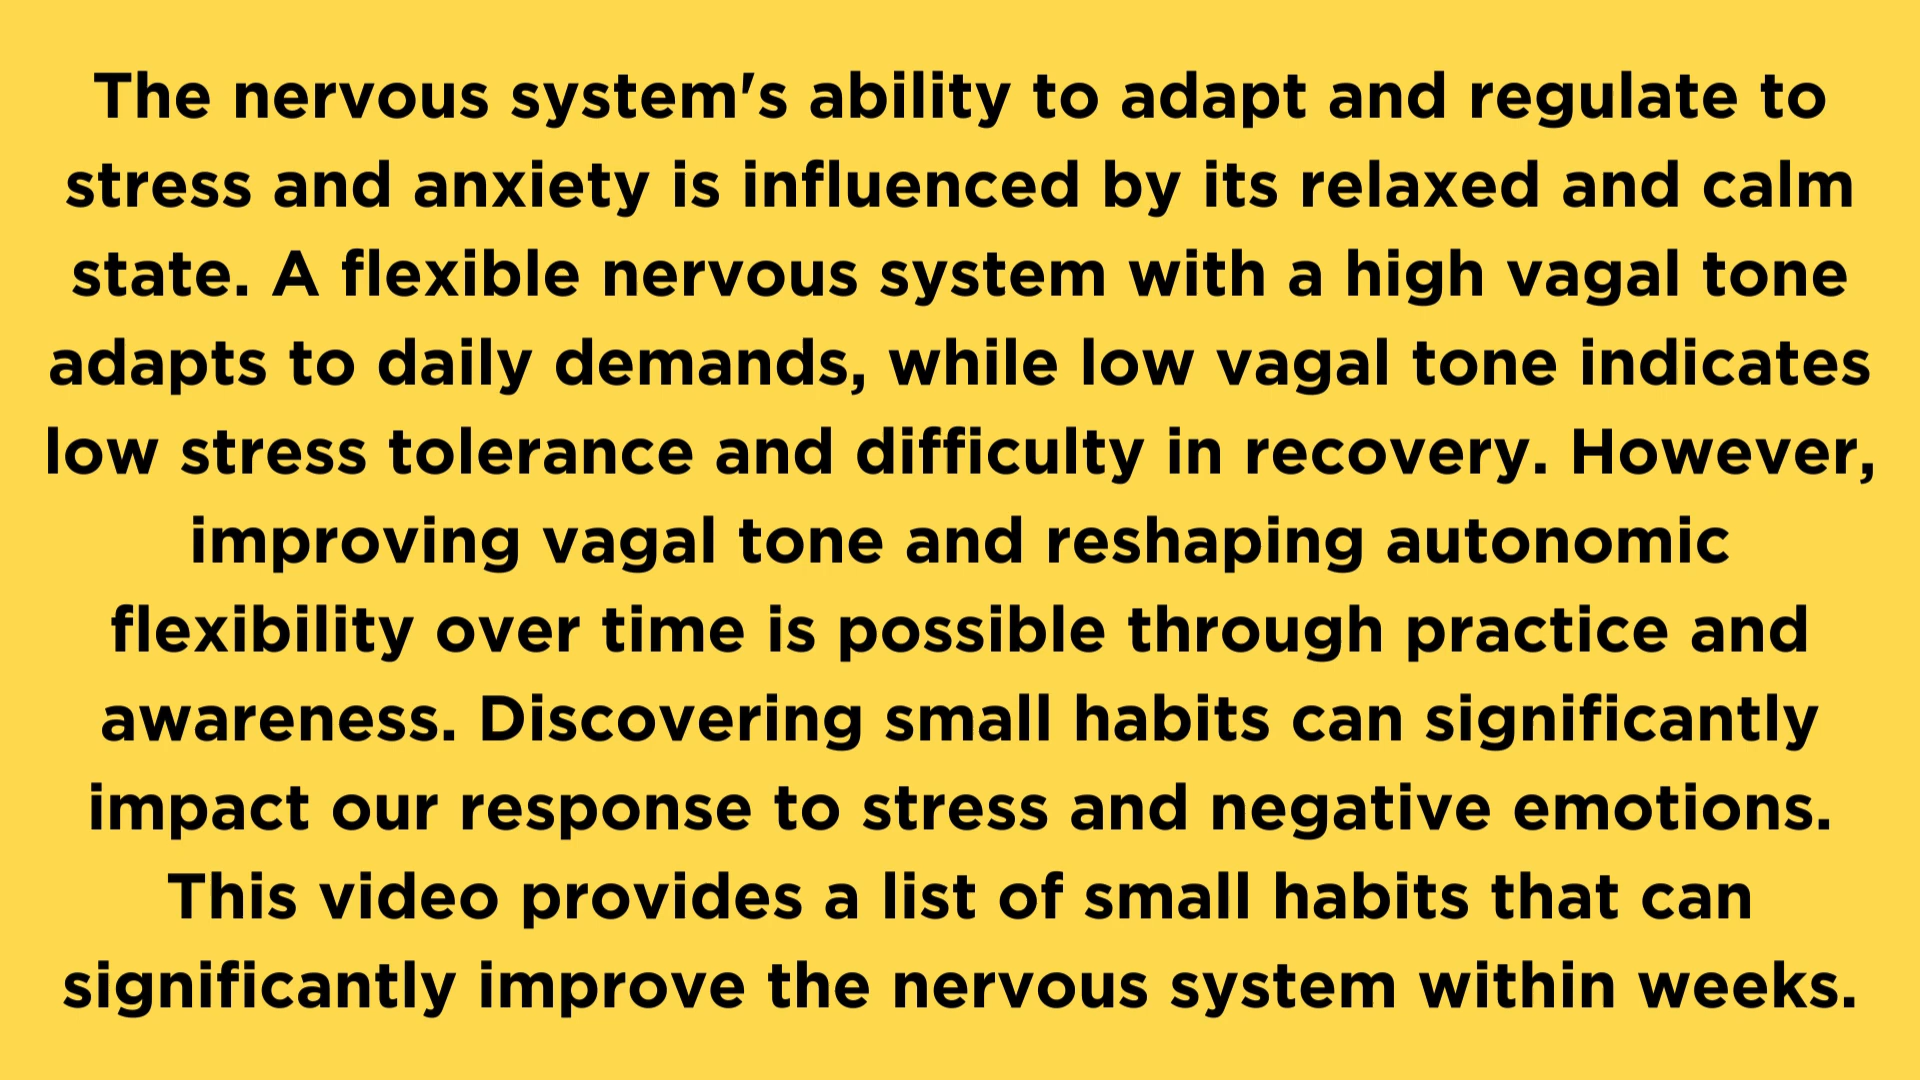 The nervous system's ability to adapt and regulate to
stress and anxiety is influenced by its relaxed and calm
state. A flexible nervous system with a high vagal tone
adapts to daily demands, while low vagal tone indicates
low stress tolerance and difficulty in recovery. However,
improving vagal tone and reshaping autonomic
flexibility over time is possible through practice and
awareness. Discovering small habits can significantly
impact our response to stress and negative emotions.
This video provides a list of small habits that can
significantly improve the nervous system within weeks.